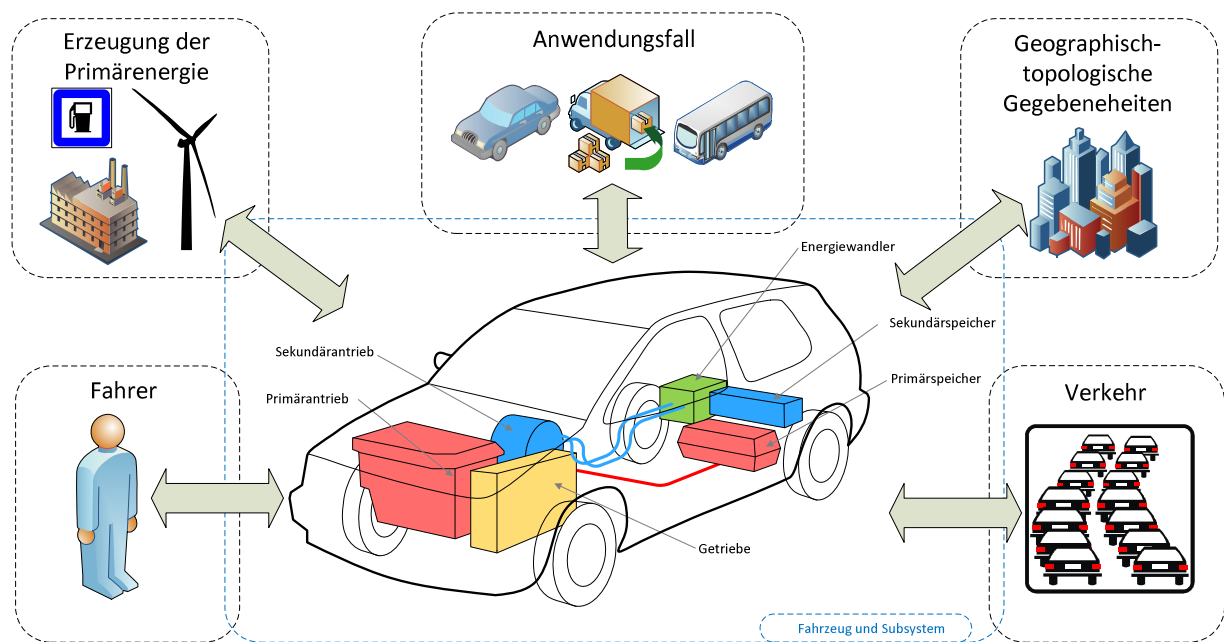 Erzeugung der
Primärenergie
Anwendungsfall
Geographisch-
topologische
Gegebeneheiten
Energiewandler
Sekundärspeicher
Sekundärantrieb
Primärspeicher
Primärantrieb
Fahrer
Verkehr
Getriebe
Fahrzeug und Subsystem